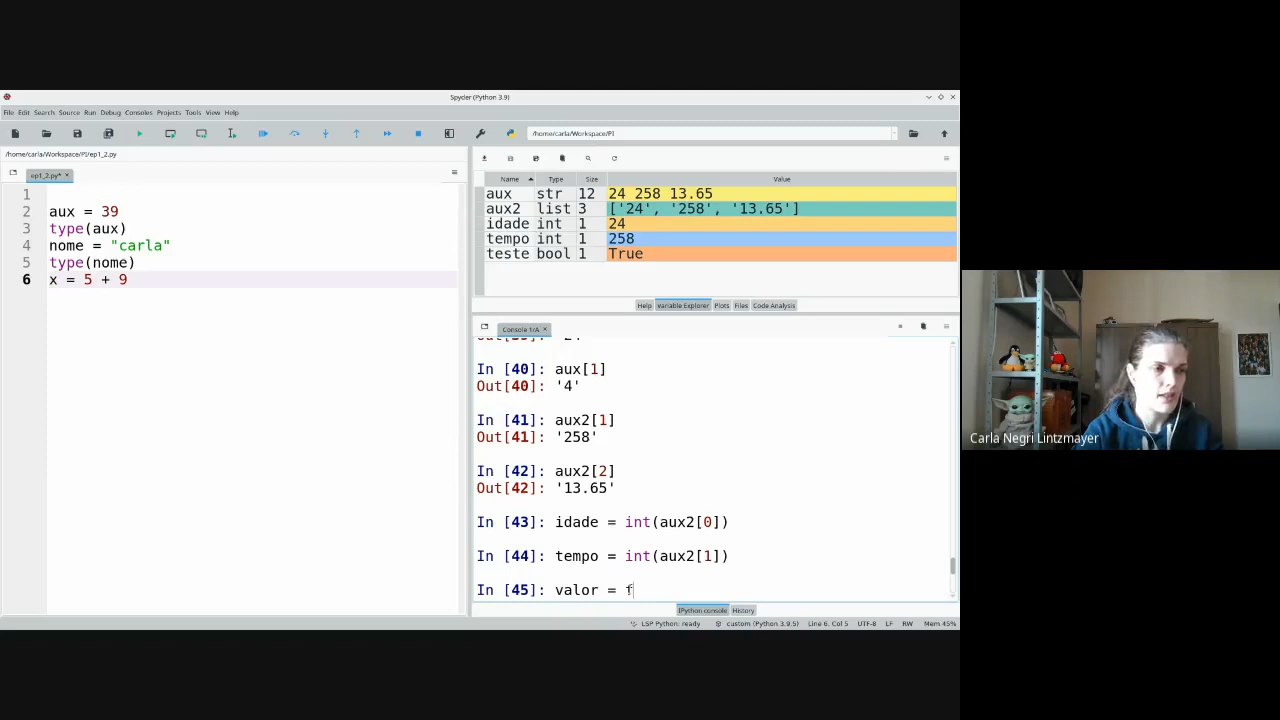 Spyder (Python 3.9)
File Edit Search Source Run Debug Consoles Projects Tools View Help
/home/carla/Workspace/PI
/home/carla/Workspace/PI/ep1_2.py
ep1_2.py*
1
2 aux = 39
3 type(aux)
4 nome = "carla"
5 type(nome)
6 x = 5 + 9
Name Type Size Value
aux str 12 24 258 13.65
aux2 list 3 ['24', '258', '13.65']
idade int 1 24
tempo int 1 258
teste bool 1 True
Help Variable Explorer Plots Files Code Analysis
Console 1/A
In [40]: aux[1]
Out[40]: '4'
In [41]: aux2[1]
Out[41]: '258'
In [42]: aux2[2]
Out[42]: '13.65'
In [43]: idade = int(aux2[0])
In [44]: tempo = int(aux2[1])
In [45]: valor = f
IPython console History
LSP Python: ready custom (Python 3.9.5) Line 6, Col 5 UTF-8 LF RW Mem 45%
Carla Negri Lintzmayer